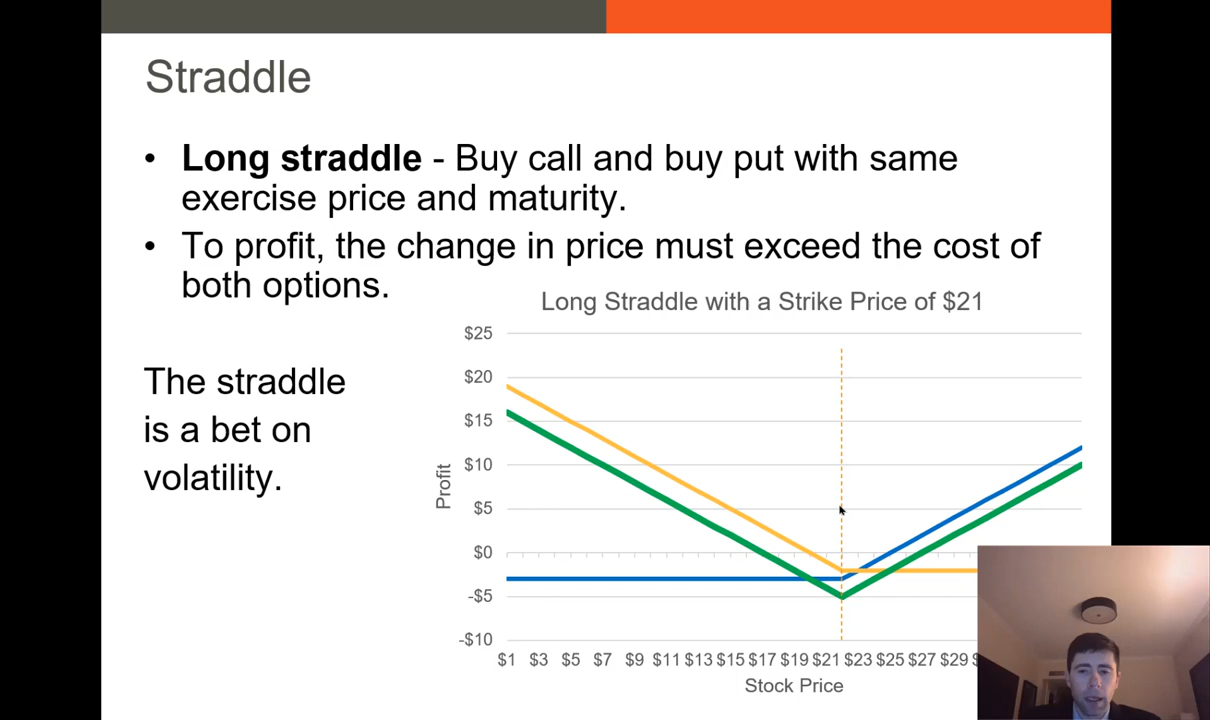 Straddle
• Long straddle - Buy call and buy put with same
exercise price and maturity.
• To profit, the change in price must exceed the cost of
both options.
Long Straddle with a Strike Price of $21
The straddle
is a bet on
volatility.
$25
$20
$15
$10
$5
$0
-$5
-$10
Profit
$1 $3 $5 $7 $9 $11 $13 $15 $17 $19 $21 $23 $25 $27 $29
Stock Price